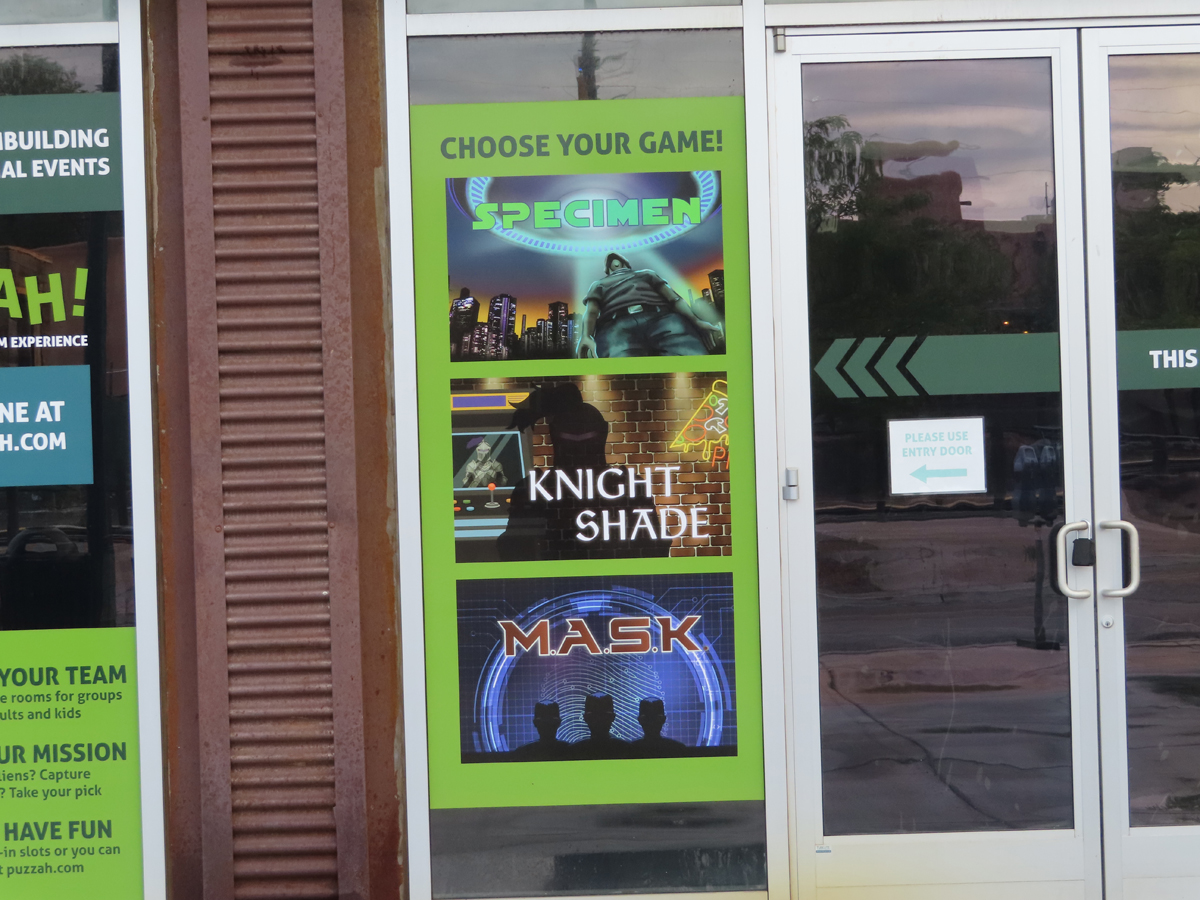 BUILDING
AL EVENTS
AH!
M EXPERIENCE
NE AT
H.COM
YOUR TEAM
e rooms for groups
ults and kids
UR MISSION
liens? Capture
? Take your pick
HAVE FUN
-in slots or you can
t puzzah.com
CHOOSE YOUR GAME!
SPECIMEN
KNIGHT
SHADE
M.A.S.K
PLEASE USE
ENTRY DOOR
THIS